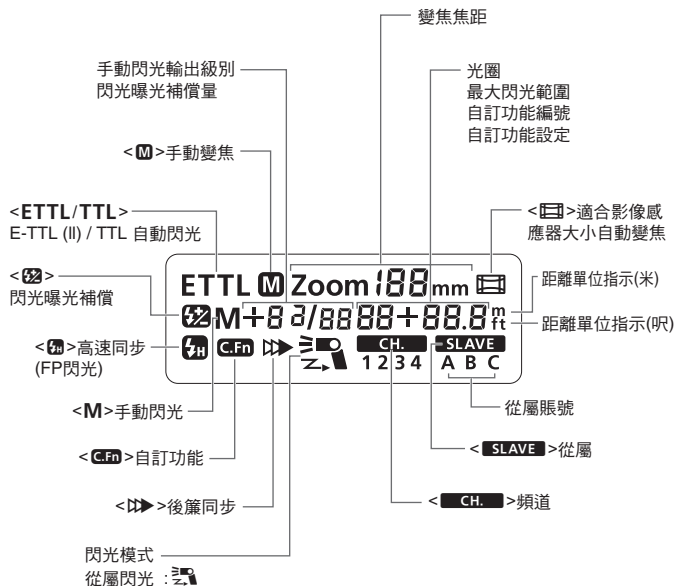 變焦焦距
手動閃光輸出級別
閃光曝光補償量
光圈
最大閃光範圍
自訂功能編號
自訂功能設定
<M>手動變焦
<ETTL/TTL>
E-TTL (II) / TTL 自動閃光
< >適合影像感
應器大小自動變焦
ETTL M Zoom 188 mm
< >
閃光曝光補償
距離單位指示(米)
M+8 8/88 88+88.8 m
ft
距離單位指示(呎)
< H>高速同步
(FP閃光)
H C.Fn CH. SLAVE
1 2 3 4 A B C
<M>手動閃光
從屬賬號
<C.Fn>自訂功能
<SLAVE>從屬
< >後簾同步
<CH.>頻道
閃光模式
從屬閃光 :